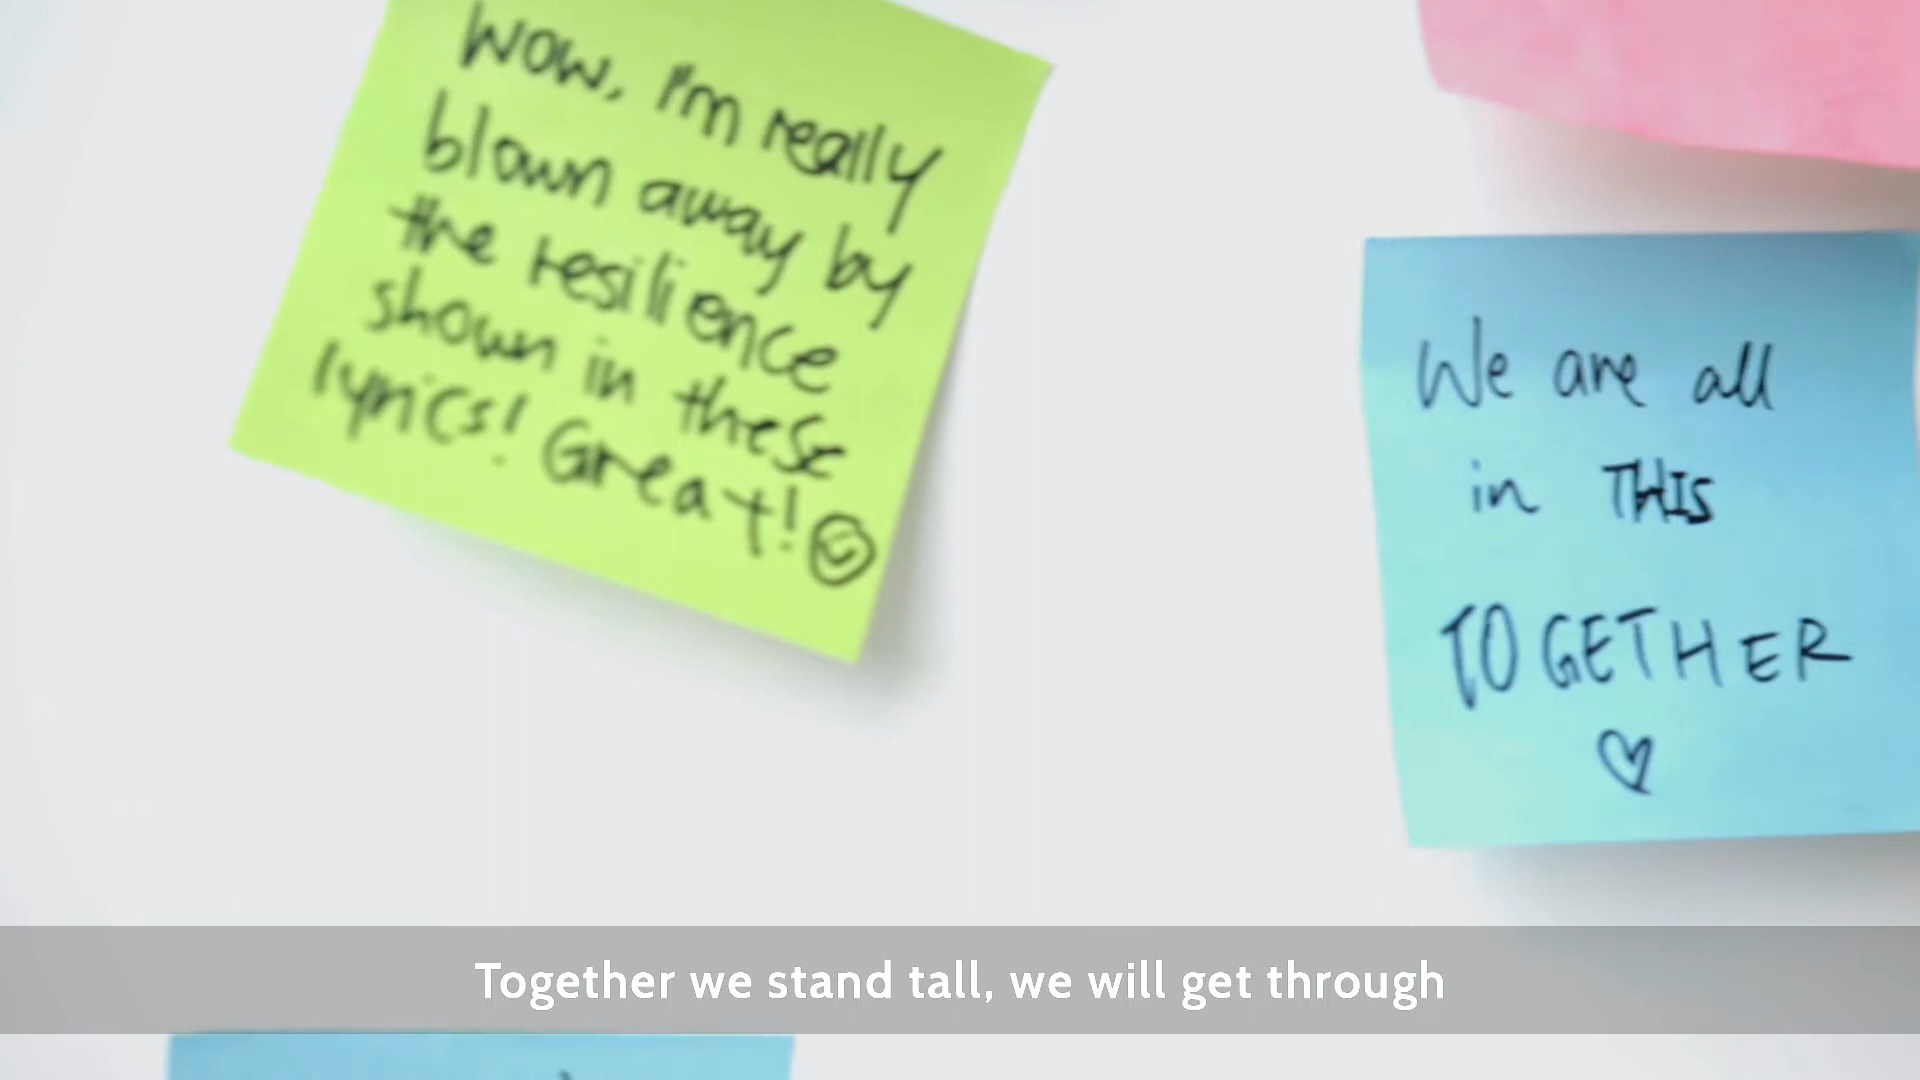 Wow, I'm really
blown away by
the resilience
shown in these
lyrics! Great!
We are all
in THIS
TOGETHER
Together we stand tall, we will get through